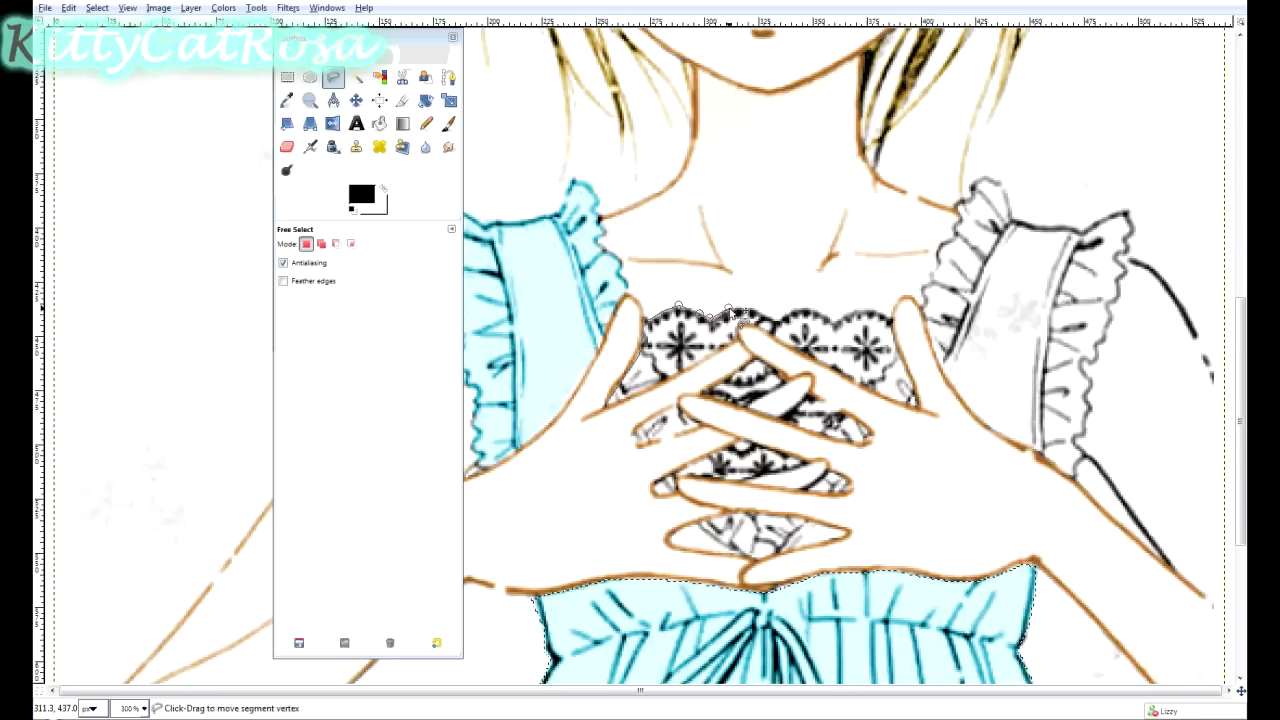 File Edit Select View Image Layer Colors Tools Filters Windows Help
KittyCatRosa
Free Select
Mode:
Antialiasing
Feather edges
311.3, 437.0 px 300 % Click-Drag to move segment vertex
Lizzy